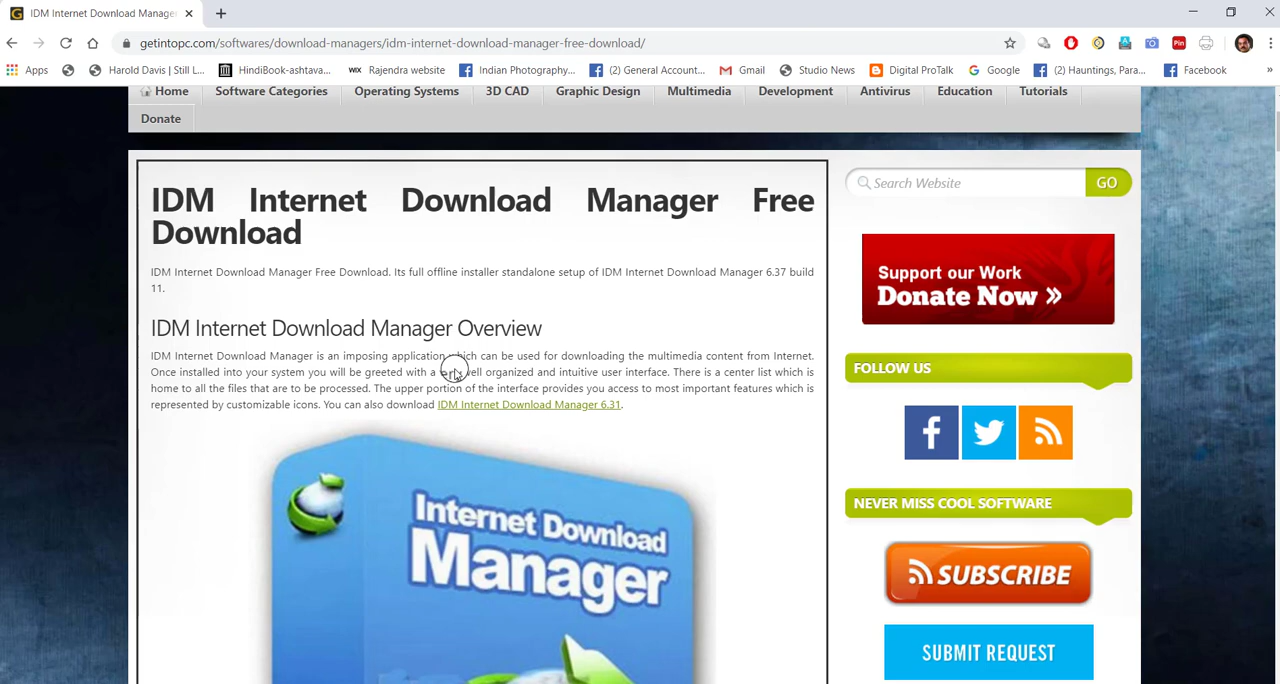 IDM Internet Download Manager
getintopc.com/softwares/download-managers/idm-internet-download-manager-free-download/
Pin
Apps
Harold Davis | Still L...
HindiBook-ashtava...
WIX Rajendra website
Indian Photography...
(2) General Account...
Gmail
Studio News
Digital ProTalk
Google
(2) Hauntings, Para...
Facebook
»
Home Software Categories Operating Systems 3D CAD Graphic Design Multimedia Development Antivirus Education Tutorials
Donate
IDM Internet Download Manager Free
Download
IDM Internet Download Manager Free Download. Its full offline installer standalone setup of IDM Internet Download Manager 6.37 build
11.
IDM Internet Download Manager Overview
IDM Internet Download Manager is an imposing application which can be used for downloading the multimedia content from Internet.
Once installed into your system you will be greeted with a very well organized and intuitive user interface. There is a center list which is
home to all the files that are to be processed. The upper portion of the interface provides you access to most important features which is
represented by customizable icons. You can also download IDM Internet Download Manager 6.31.
Internet Download
Manager
Search Website
GO
Support our Work
Donate Now »
FOLLOW US
NEVER MISS COOL SOFTWARE
SUBSCRIBE
SUBMIT REQUEST